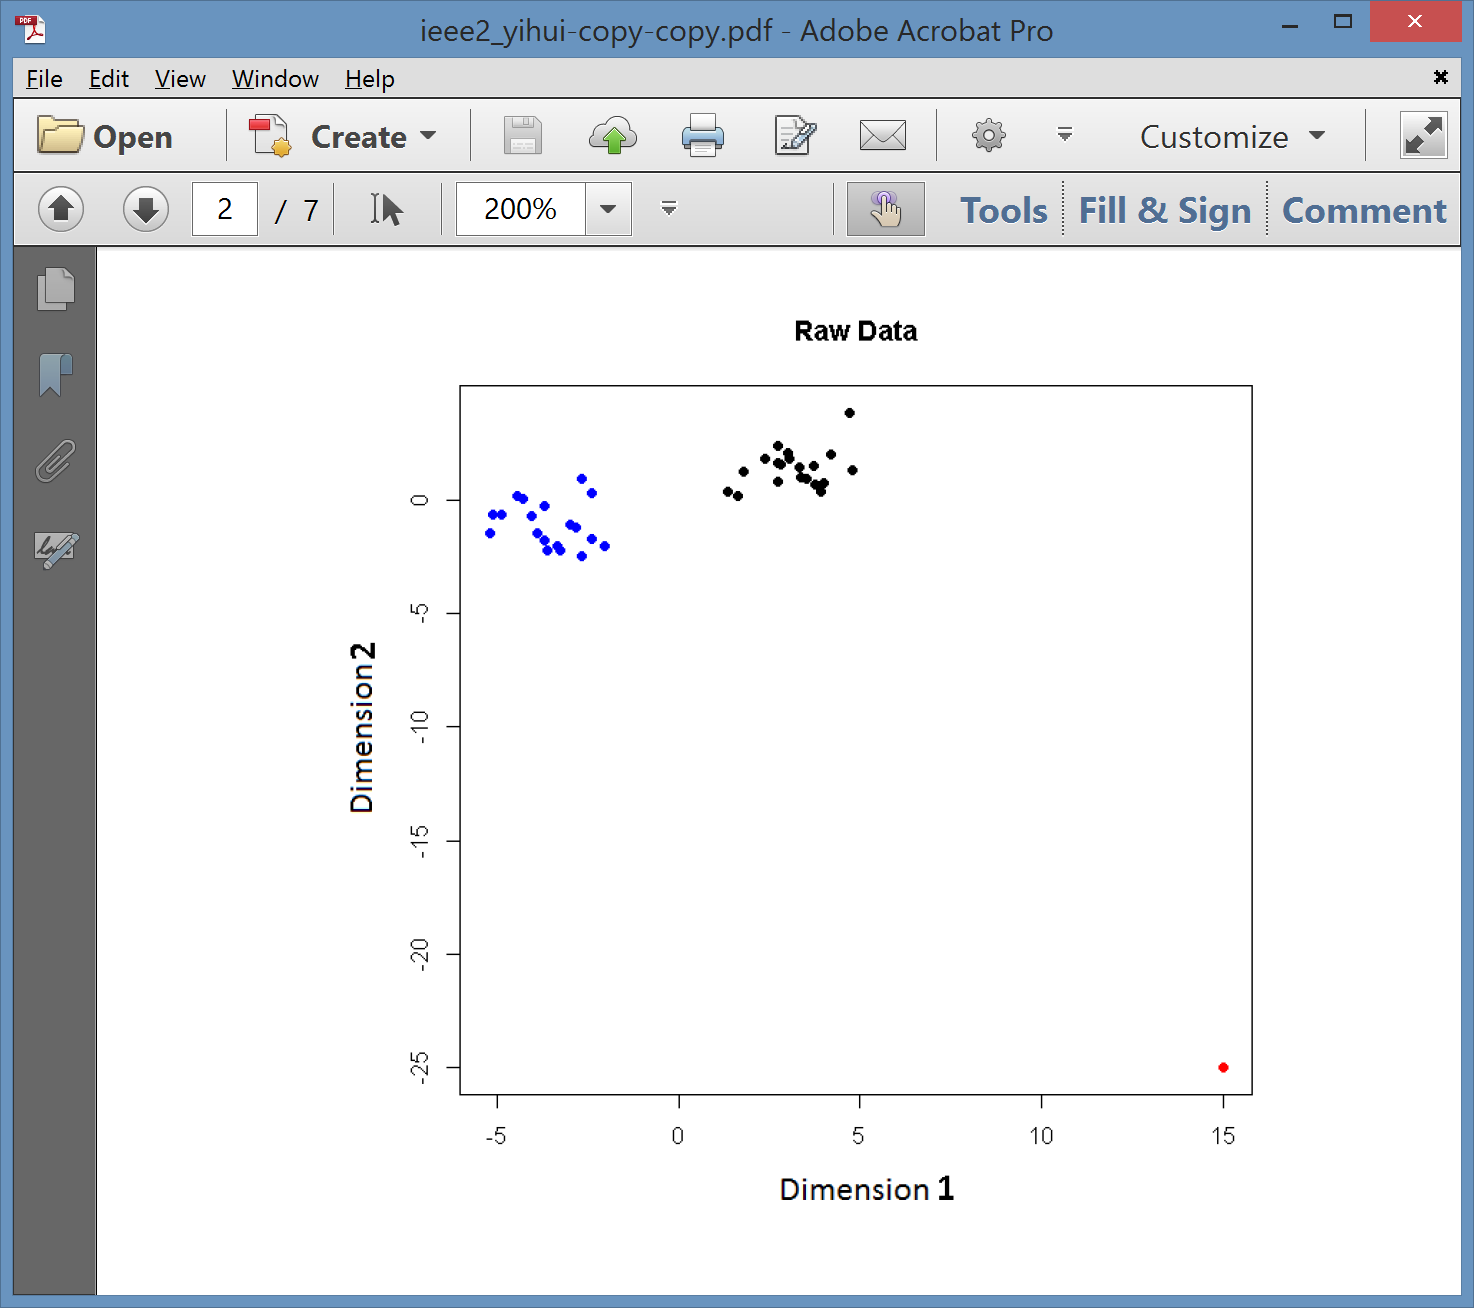 ieee2_yihui-copy-copy.pdf - Adobe Acrobat Pro
File Edit View Window Help
Open Create Customize
2 / 7 200% Tools Fill & Sign Comment
Raw Data
0
-5
-10
-15
-20
-25
Dimension 2
-5 0 5 10 15
Dimension 1